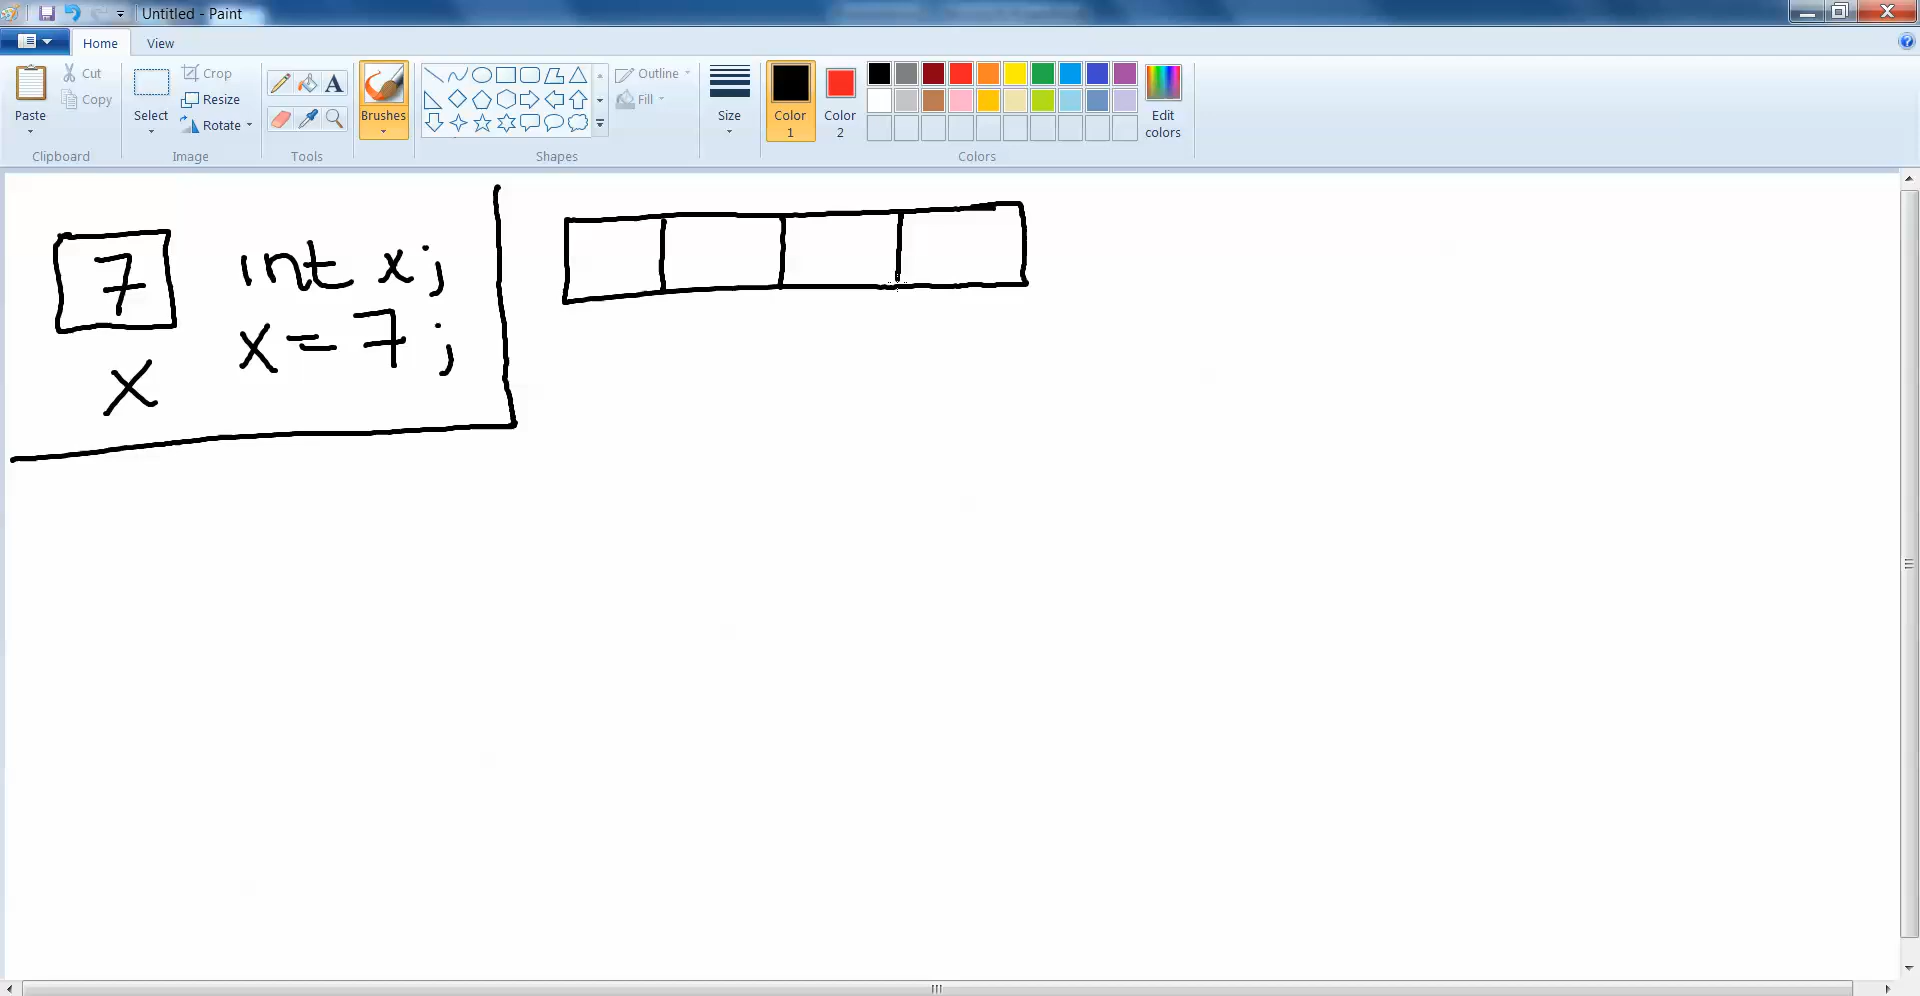 Untitled - Paint
Home View
Paste
Cut
Copy
Clipboard
Select
Crop
Resize
Rotate
Image
Tools
Brushes
Shapes
Outline
Fill
Size
Color 1
Color 2
Edit colors
Colors
7
x
int x;
x = 7;